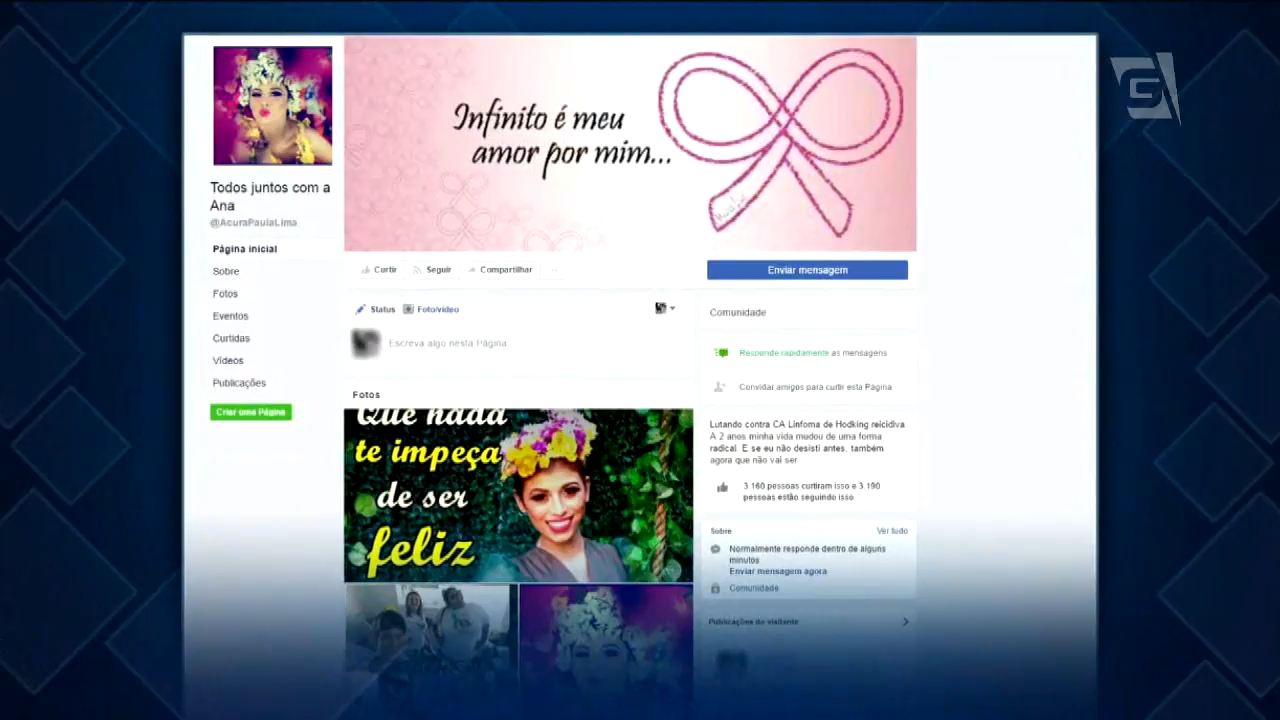 Infinito é meu
amor por mim...
Todos juntos com a
Ana
@AcuraPaulaLima
Página inicial
Sobre
Fotos
Eventos
Curtidas
Vídeos
Publicações
Criar uma Página
Curtir
Seguir
Compartilhar
Enviar mensagem
Status
Foto/vídeo
Escreva algo nesta Página
Fotos
Que nada
te impeça
de ser
feliz
Comunidade
Responde rapidamente as mensagens
Convidar amigos para curtir esta Página
Lutando contra CA Linfoma de Hodking reicidiva
A 2 anos minha vida mudou de uma forma
radical. E se eu não desisti antes, também
agora que não vai ser
3.160 pessoas curtiram isso e 3.190
pessoas estão seguindo isso
Sobre
Ver tudo
Normalmente responde dentro de alguns
minutos
Enviar mensagem agora
Comunidade
Publicações do visitante